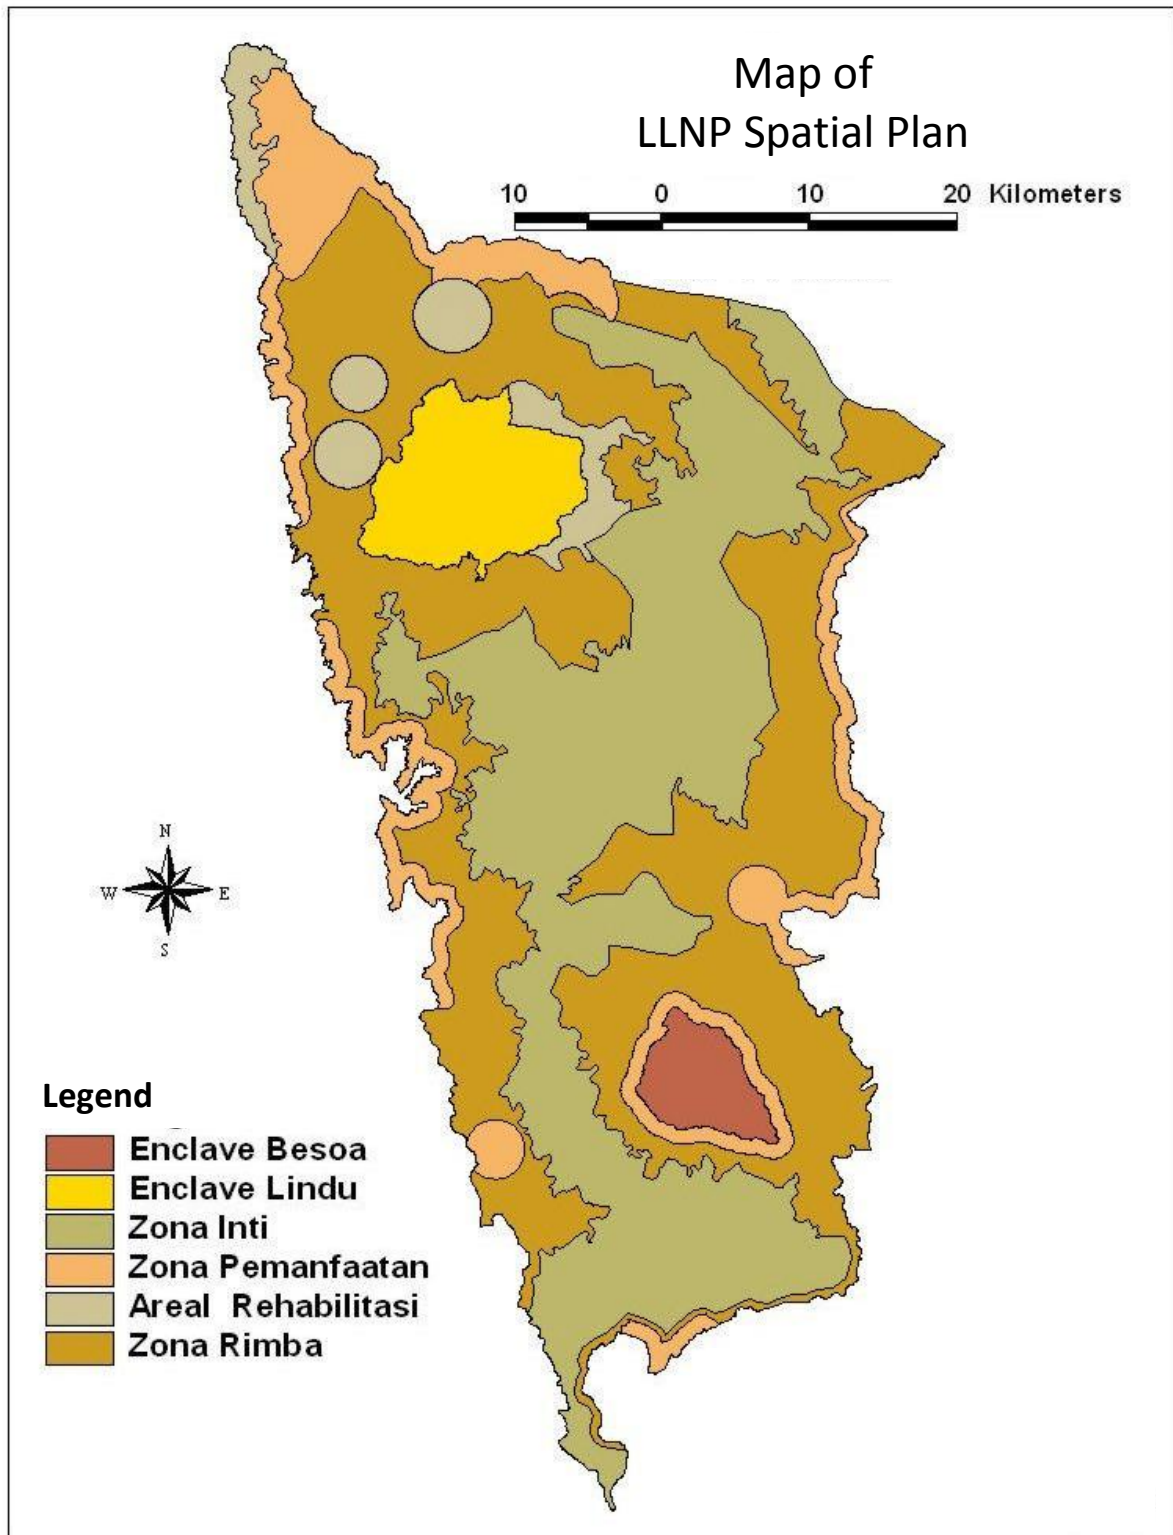 Map of
LLNP Spatial Plan
10 0 10 20 Kilometers
N
W E
S
Legend
Enclave Besoa
Enclave Lindu
Zona Inti
Zona Pemanfaatan
Areal Rehabilitasi
Zona Rimba